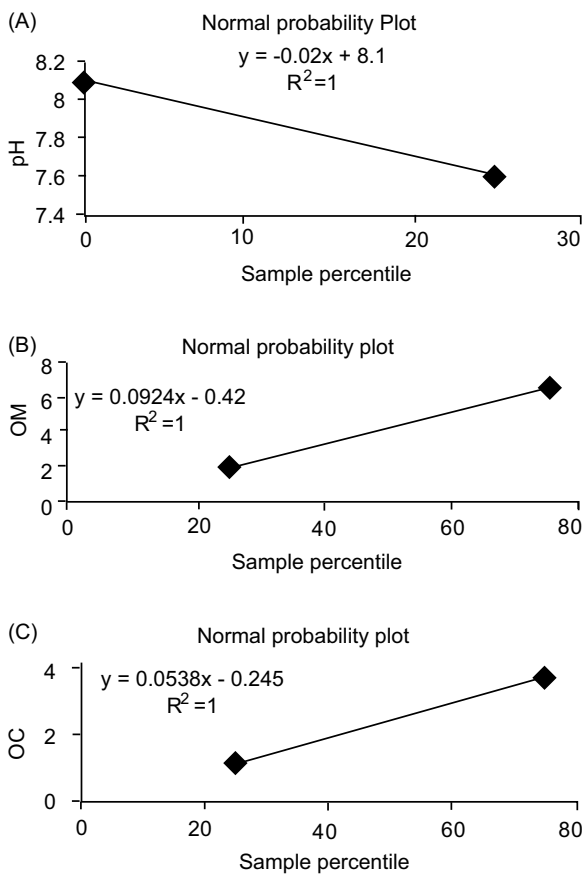 (A)
Normal probability Plot
y = -0.02x + 8.1
R²=1
8.2
8
7.8
7.6
7.4
pH
0 10 20 30
Sample percentile
(B)
Normal probability plot
y = 0.0924x - 0.42
R² =1
8
6
4
2
0
OM
0 20 40 60 80
Sample percentile
(C)
Normal probability plot
y = 0.0538x - 0.245
R² =1
4
2
0
OC
0 20 40 60 80
Sample percentile